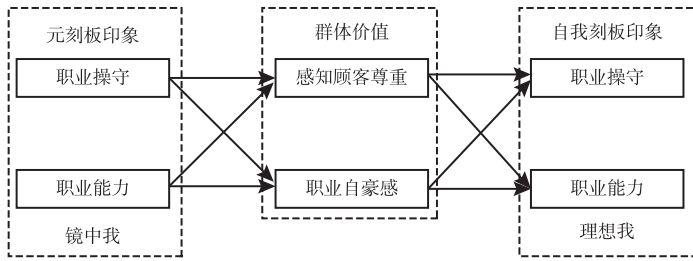 元刻板印象
职业操守
职业能力
镜中我
群体价值
感知顾客尊重
职业自豪感
自我刻板印象
职业操守
职业能力
理想我